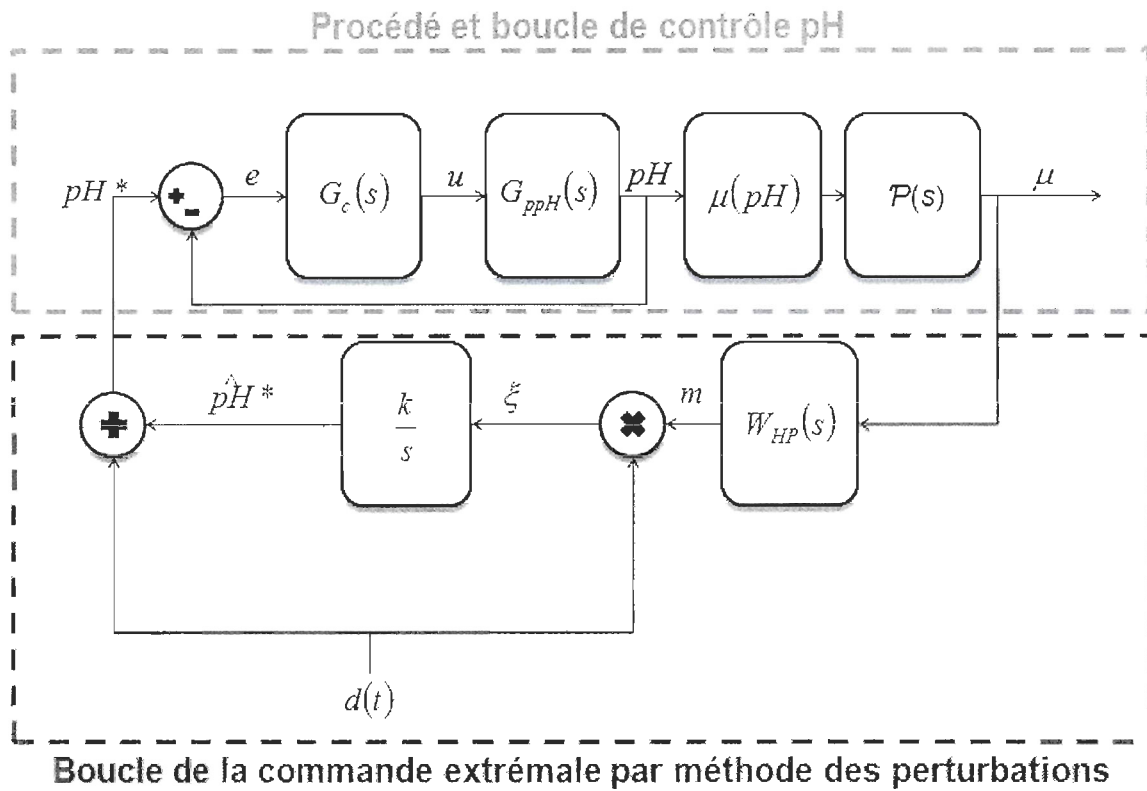 Procédé et boucle de contrôle pH
pH *
+
-
e
G_c(s)
u
G_ppH(s)
pH
μ(pH)
P(s)
μ
p̂H *
k
s
ξ
m
W_HP(s)
d(t)
Boucle de la commande extrémale par méthode des perturbations